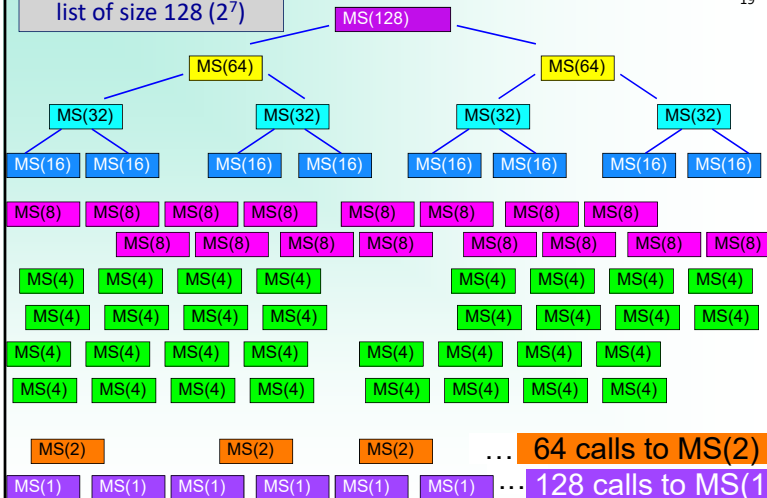 19
list of size 128 (2⁷)
MS(128)
MS(64) MS(64)
MS(32) MS(32) MS(32) MS(32)
MS(16) MS(16) MS(16) MS(16) MS(16) MS(16) MS(16) MS(16)
MS(8) MS(8) MS(8) MS(8) MS(8) MS(8) MS(8) MS(8)
MS(8) MS(8) MS(8) MS(8) MS(8) MS(8) MS(8) MS(8)
MS(4) MS(4) MS(4) MS(4) MS(4) MS(4) MS(4) MS(4)
MS(4) MS(4) MS(4) MS(4) MS(4) MS(4) MS(4) MS(4)
MS(4) MS(4) MS(4) MS(4) MS(4) MS(4) MS(4) MS(4)
MS(4) MS(4) MS(4) MS(4) MS(4) MS(4) MS(4) MS(4)
MS(2) MS(2) MS(2) … 64 calls to MS(2)
MS(1) MS(1) MS(1) MS(1) MS(1) MS(1) … 128 calls to MS(1